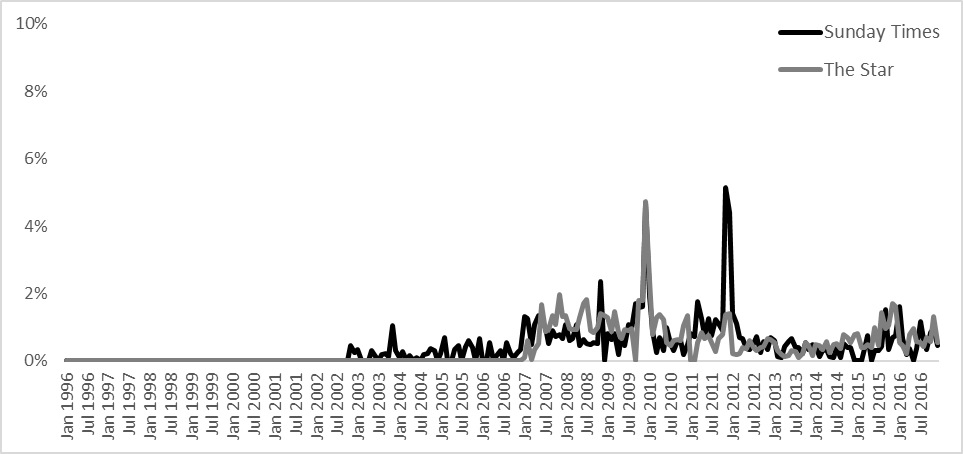 10%
Sunday Times
The Star
8%
6%
4%
2%
0%
Jan 1996
Jul 1996
Jan 1997
Jul 1997
Jan 1998
Jul 1998
Jan 1999
Jul 1999
Jan 2000
Jul 2000
Jan 2001
Jul 2001
Jan 2002
Jul 2002
Jan 2003
Jul 2003
Jan 2004
Jul 2004
Jan 2005
Jul 2005
Jan 2006
Jul 2006
Jan 2007
Jul 2007
Jan 2008
Jul 2008
Jan 2009
Jul 2009
Jan 2010
Jul 2010
Jan 2011
Jul 2011
Jan 2012
Jul 2012
Jan 2013
Jul 2013
Jan 2014
Jul 2014
Jan 2015
Jul 2015
Jan 2016
Jul 2016